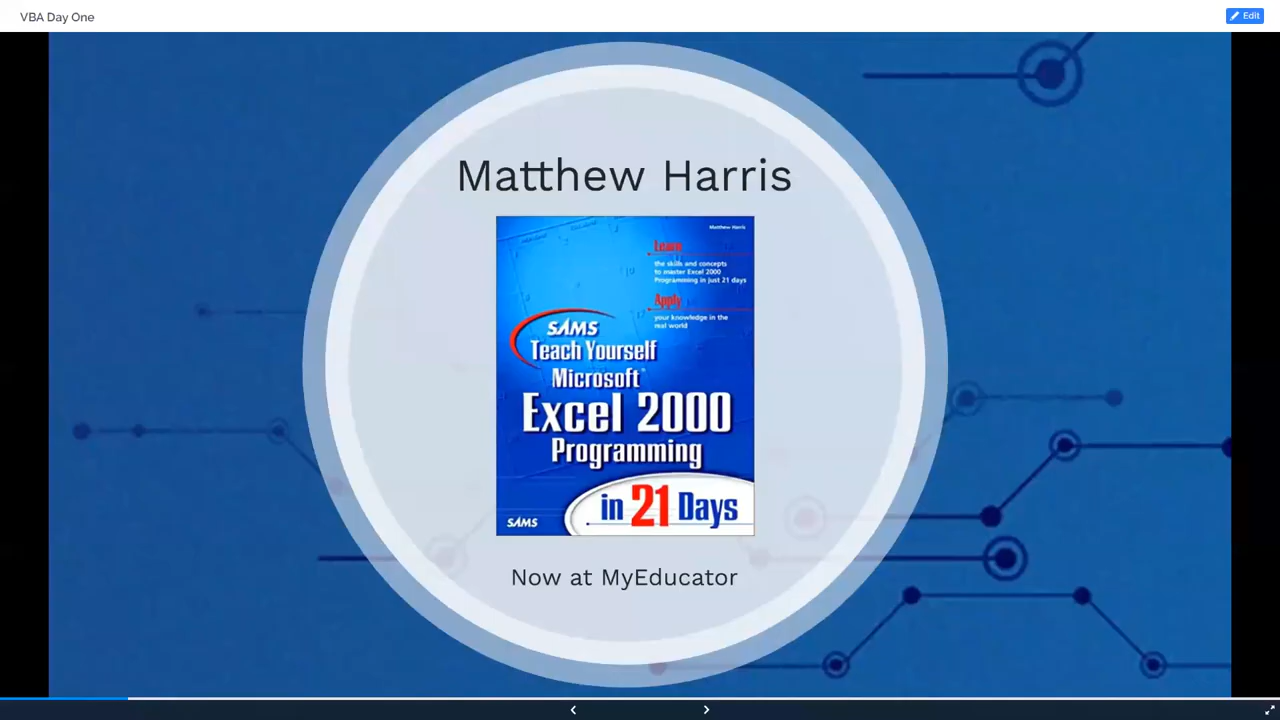 VBA Day One
Edit
Matthew Harris
Matthew Harris
Learn
the skills and concepts
to master Excel 2000
Programming in just 21 days
Apply
your knowledge in the
real world
SAMS
Teach Yourself
Microsoft®
Excel 2000
Programming
in 21 Days
SAMS
Now at MyEducator